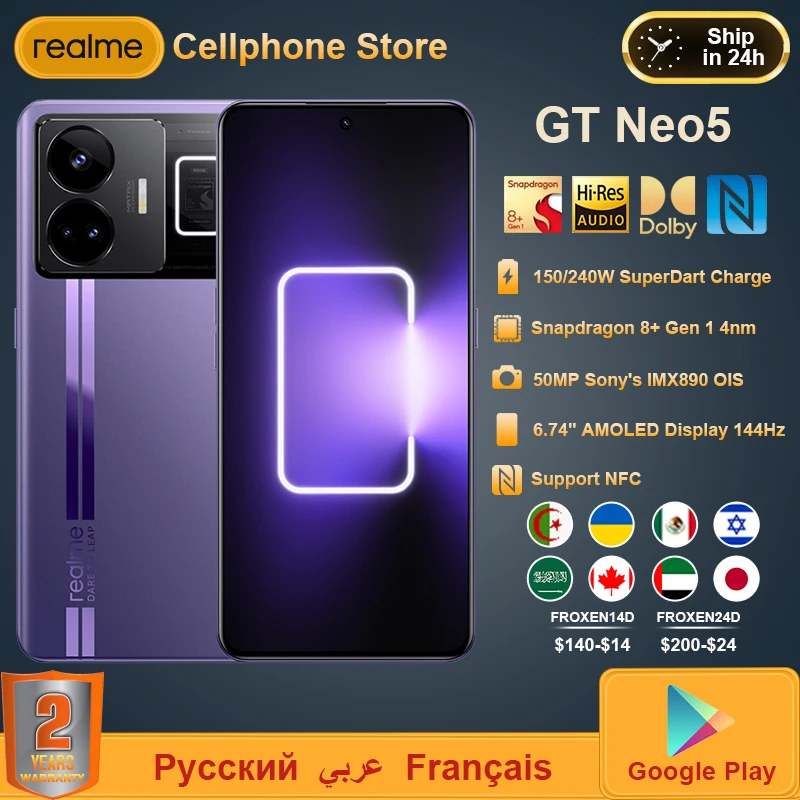 realme Cellphone Store
Ship
in 24h
GT Neo5
Snapdragon
8+
Gen 1
Hi-Res
AUDIO
Dolby
150/240W SuperDart Charge
Snapdragon 8+ Gen 1 4nm
50MP Sony's IMX890 OIS
6.74" AMOLED Display 144Hz
Support NFC
realme
DARE TO LEAP
FROXEN14D FROXEN24D
$140-$14 $200-$24
2
YEARS
WARRANTY
Русский عربي Français
Google Play